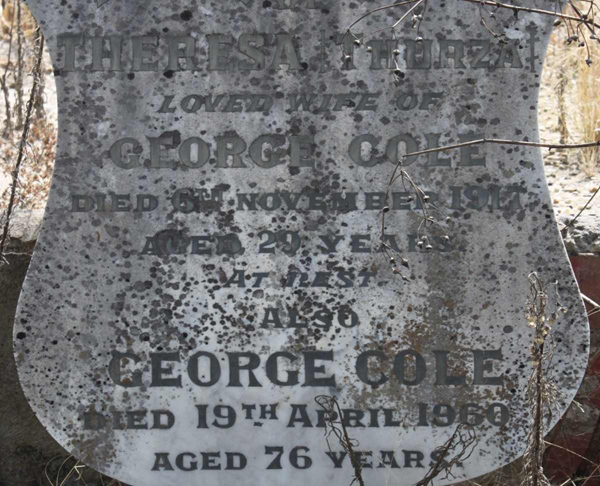 THERESA THURZA
LOVED WIFE OF
GEORGE COLE
DIED 6TH NOVEMBER 1917
AGED 29 YEARS
AT REST
ALSO
GEORGE COLE
DIED 19TH APRIL 1960
AGED 76 YEARS.